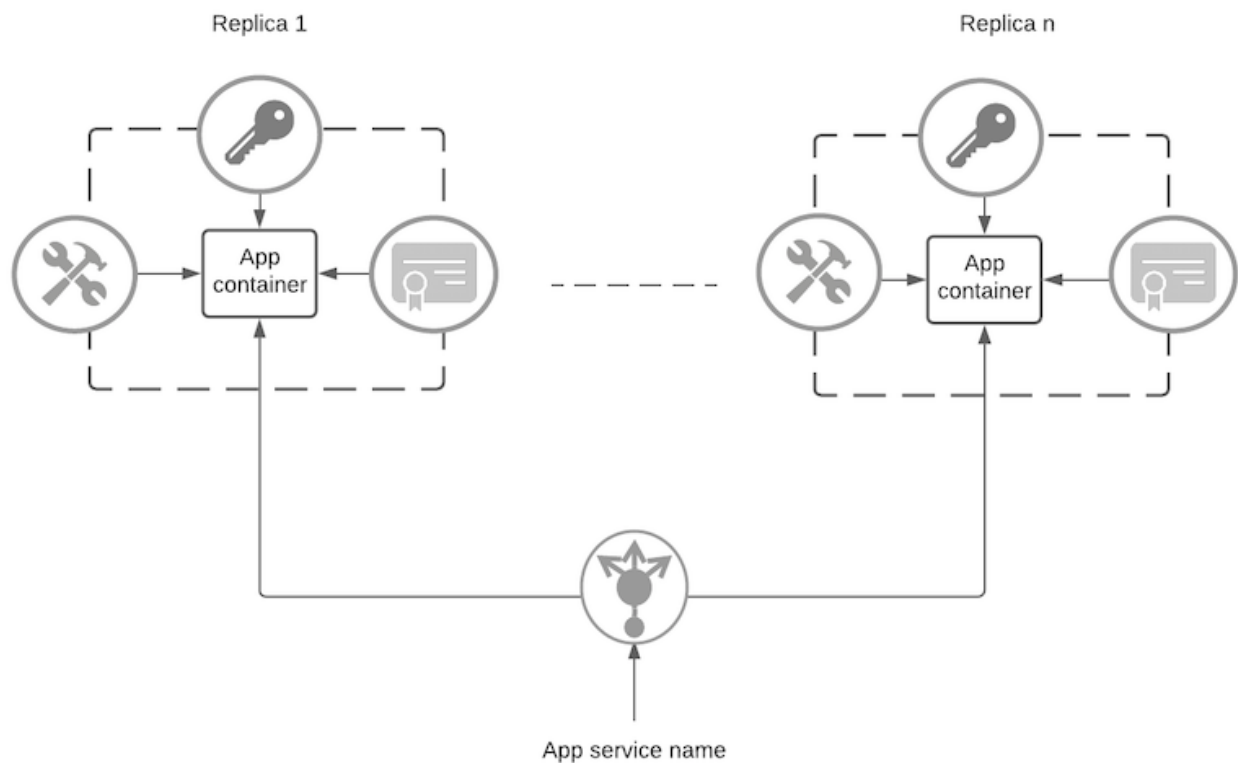 Replica 1
Replica n
App
container
App
container
App service name